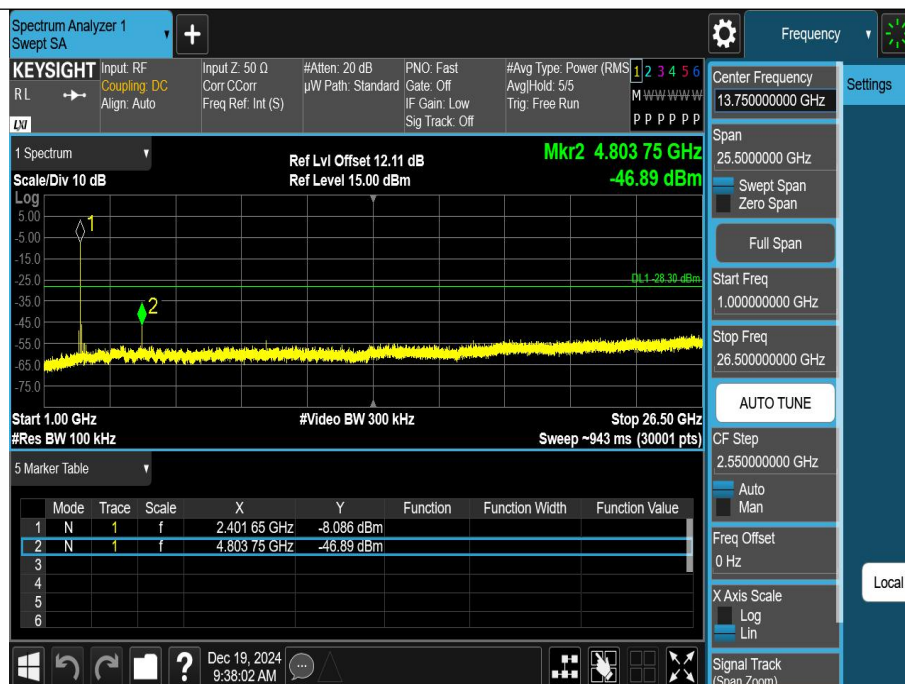 Spectrum Analyzer 1
Swept SA
Frequency
KEYSIGHT
RL
LXI
Input: RF
Coupling: DC
Align: Auto
Input Z: 50 Ω
Corr CCorr
Freq Ref: Int (S)
#Atten: 20 dB
µW Path: Standard
PNO: Fast
Gate: Off
IF Gain: Low
Sig Track: Off
#Avg Type: Power (RMS
Avg|Hold: 5/5
Trig: Free Run
1 2 3 4 5 6
M W W W W W
P P P P P P
1 Spectrum
Scale/Div 10 dB
Ref Lvl Offset 12.11 dB
Ref Level 15.00 dBm
Mkr2 4.803 75 GHz
-46.89 dBm
Log
5.00
-5.00
-15.0
-25.0
-35.0
-45.0
-55.0
-65.0
-75.0
1
2
DL1 -28.30 dBm
Start 1.00 GHz
#Res BW 100 kHz
#Video BW 300 kHz
Stop 26.50 GHz
Sweep ~943 ms (30001 pts)
5 Marker Table
Mode Trace Scale X Y Function Function Width Function Value
1 N 1 f 2.401 65 GHz -8.086 dBm
2 N 1 f 4.803 75 GHz -46.89 dBm
3
4
5
6
Dec 19, 2024
9:38:02 AM
Center Frequency
13.750000000 GHz
Span
25.5000000 GHz
Swept Span
Zero Span
Full Span
Start Freq
1.000000000 GHz
Stop Freq
26.500000000 GHz
AUTO TUNE
CF Step
2.550000000 GHz
Auto
Man
Freq Offset
0 Hz
X Axis Scale
Log
Lin
Signal Track
(Span Zoom)
Settings
Local